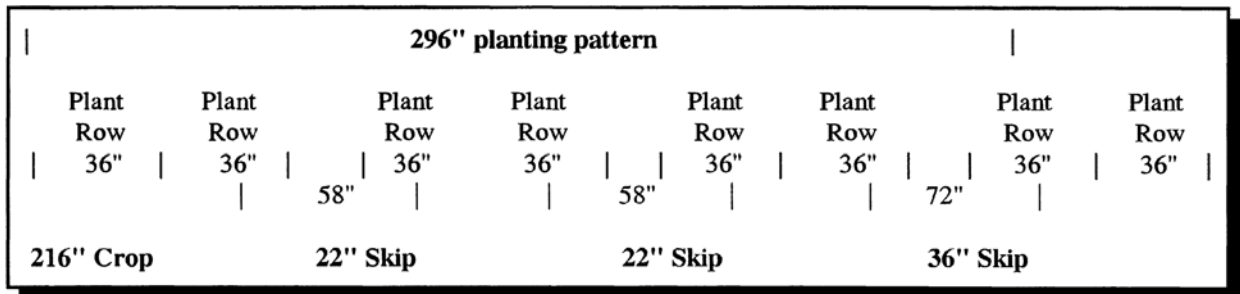 296" planting pattern
Plant Plant Plant Plant Plant Plant Plant Plant
Row Row Row Row Row Row Row Row
36" 36" 36" 36" 36" 36" 36" 36"
58" 58" 72"
216" Crop 22" Skip 22" Skip 36" Skip